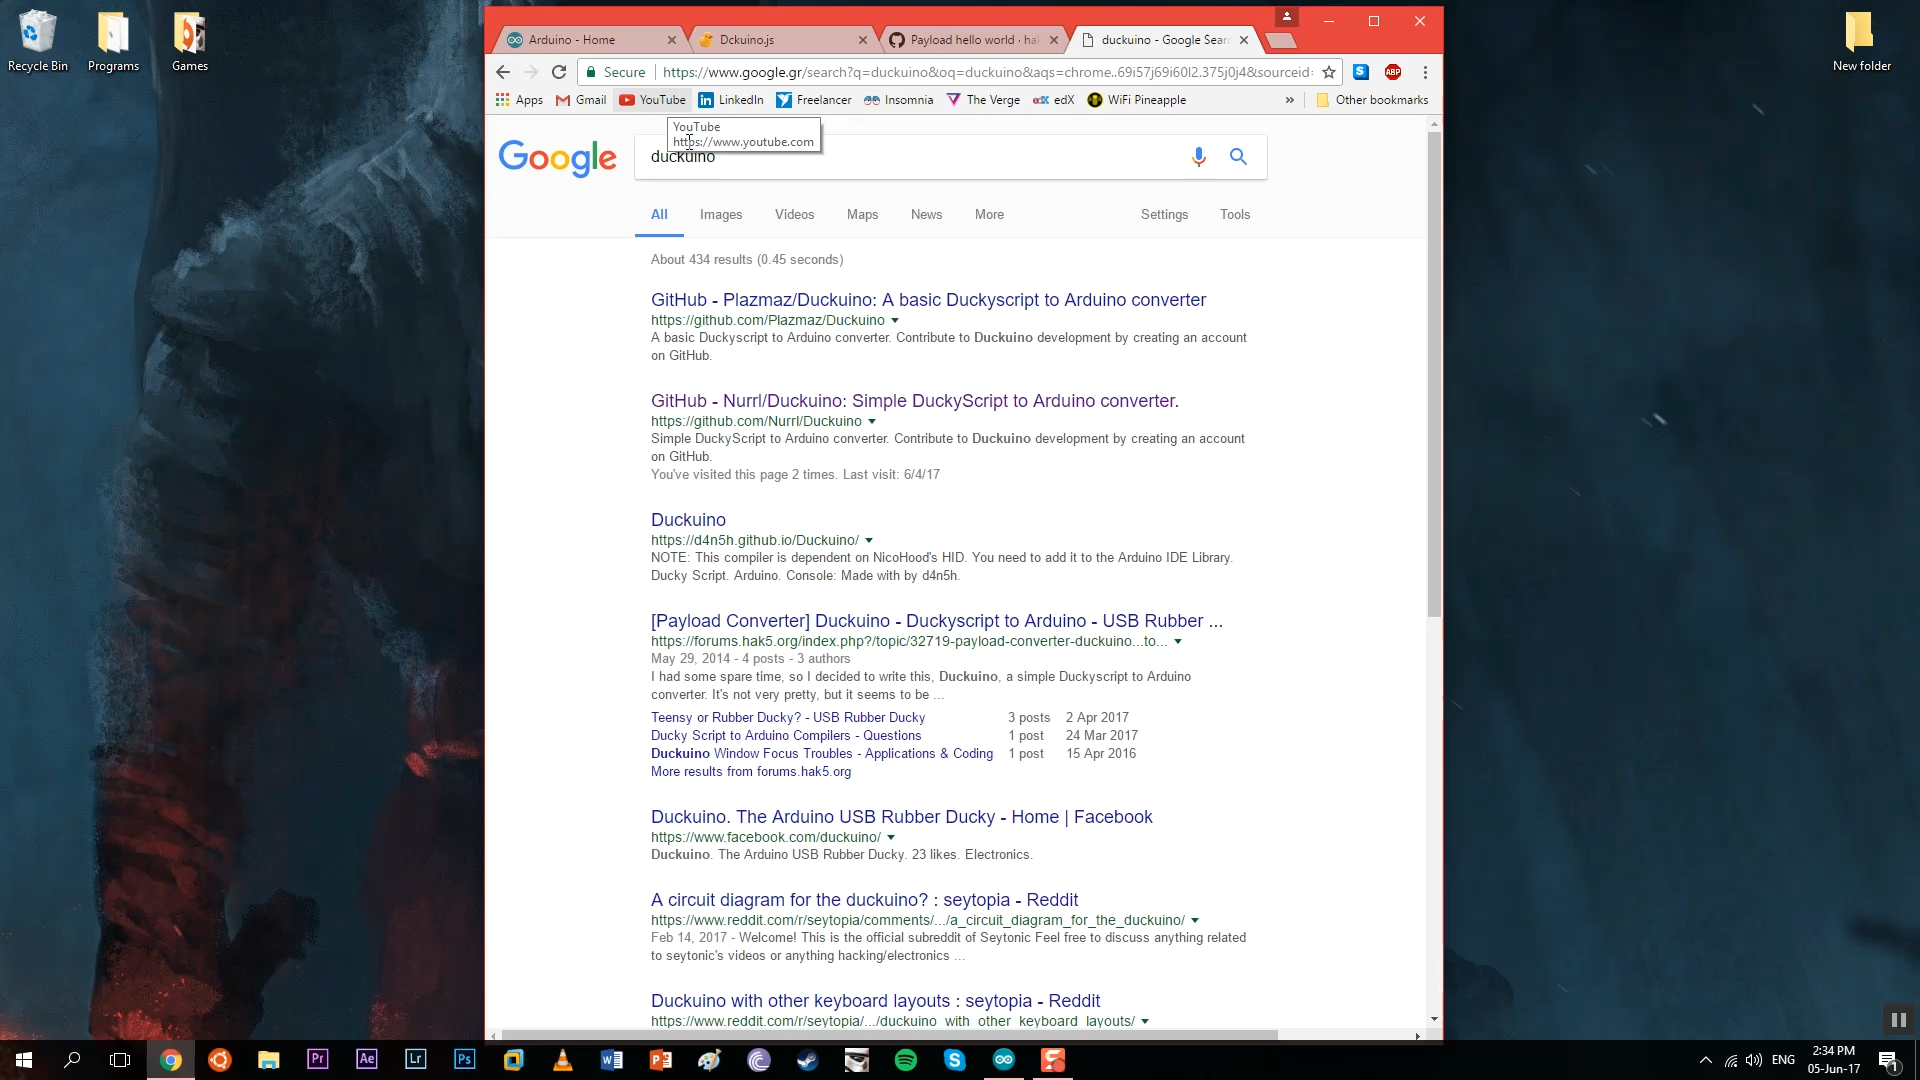 Recycle Bin
Programs
Games
New folder
Arduino - Home
Dckuino.js
Payload hello world · hak
duckuino - Google Sear
Secure
https://www.google.gr/search?q=duckuino&oq=duckuino&aqs=chrome..69i57j69i60l2.375j0j4&sourceid=
ABP
Apps
Gmail
YouTube
LinkedIn
Freelancer
Insomnia
The Verge
edX
WiFi Pineapple
»
Other bookmarks
YouTube
https://www.youtube.com
Google
duckuino
All
Images
Videos
Maps
News
More
Settings
Tools
About 434 results (0.45 seconds)
GitHub - Plazmaz/Duckuino: A basic Duckyscript to Arduino converter
https://github.com/Plazmaz/Duckuino
A basic Duckyscript to Arduino converter. Contribute to Duckuino development by creating an account
on GitHub.
GitHub - Nurrl/Duckuino: Simple DuckyScript to Arduino converter.
https://github.com/Nurrl/Duckuino
Simple DuckyScript to Arduino converter. Contribute to Duckuino development by creating an account
on GitHub.
You've visited this page 2 times. Last visit: 6/4/17
Duckuino
https://d4n5h.github.io/Duckuino/
NOTE: This compiler is dependent on NicoHood's HID. You need to add it to the Arduino IDE Library.
Ducky Script. Arduino. Console: Made with by d4n5h.
[Payload Converter] Duckuino - Duckyscript to Arduino - USB Rubber ...
https://forums.hak5.org/index.php?/topic/32719-payload-converter-duckuino...to...
May 29, 2014 - 4 posts - 3 authors
I had some spare time, so I decided to write this, Duckuino, a simple Duckyscript to Arduino
converter. It's not very pretty, but it seems to be ...
Teensy or Rubber Ducky? - USB Rubber Ducky 3 posts 2 Apr 2017
Ducky Script to Arduino Compilers - Questions 1 post 24 Mar 2017
Duckuino Window Focus Troubles - Applications & Coding 1 post 15 Apr 2016
More results from forums.hak5.org
Duckuino. The Arduino USB Rubber Ducky - Home | Facebook
https://www.facebook.com/duckuino/
Duckuino. The Arduino USB Rubber Ducky. 23 likes. Electronics.
A circuit diagram for the duckuino? : seytopia - Reddit
https://www.reddit.com/r/seytopia/comments/.../a_circuit_diagram_for_the_duckuino/
Feb 14, 2017 - Welcome! This is the official subreddit of Seytonic Feel free to discuss anything related
to seytonic's videos or anything hacking/electronics ...
Duckuino with other keyboard layouts : seytopia - Reddit
https://www.reddit.com/r/seytopia/.../duckuino_with_other_keyboard_layouts/
Pr
Ae
Lr
Ps
ENG
2:34 PM
05-Jun-17
1